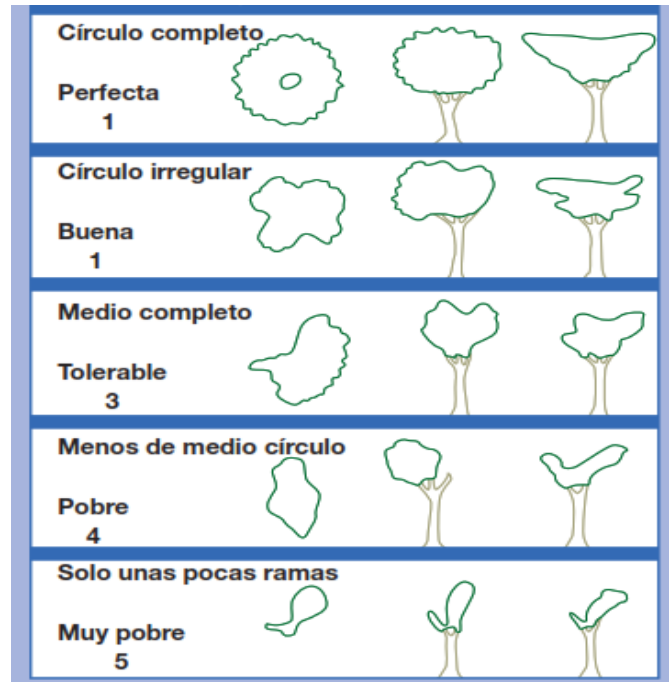 Círculo completo
Perfecta
1
Círculo irregular
Buena
1
Medio completo
Tolerable
3
Menos de medio círculo
Pobre
4
Solo unas pocas ramas
Muy pobre
5